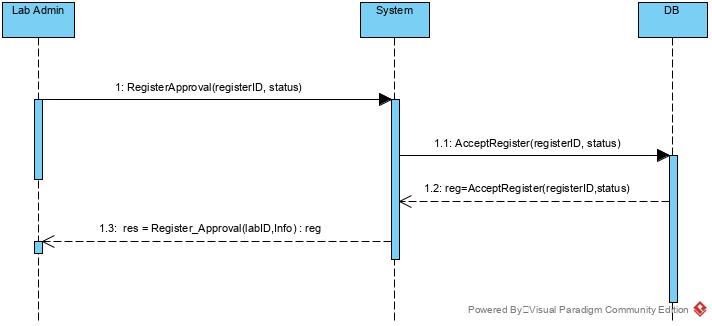 Lab Admin
System
DB
1: RegisterApproval(registerID, status)
1.1: AcceptRegister(registerID, status)
1.2: reg=AcceptRegister(registerID,status)
1.3: res = Register_Approval(labID,Info) : reg
Powered By Visual Paradigm Community Edition